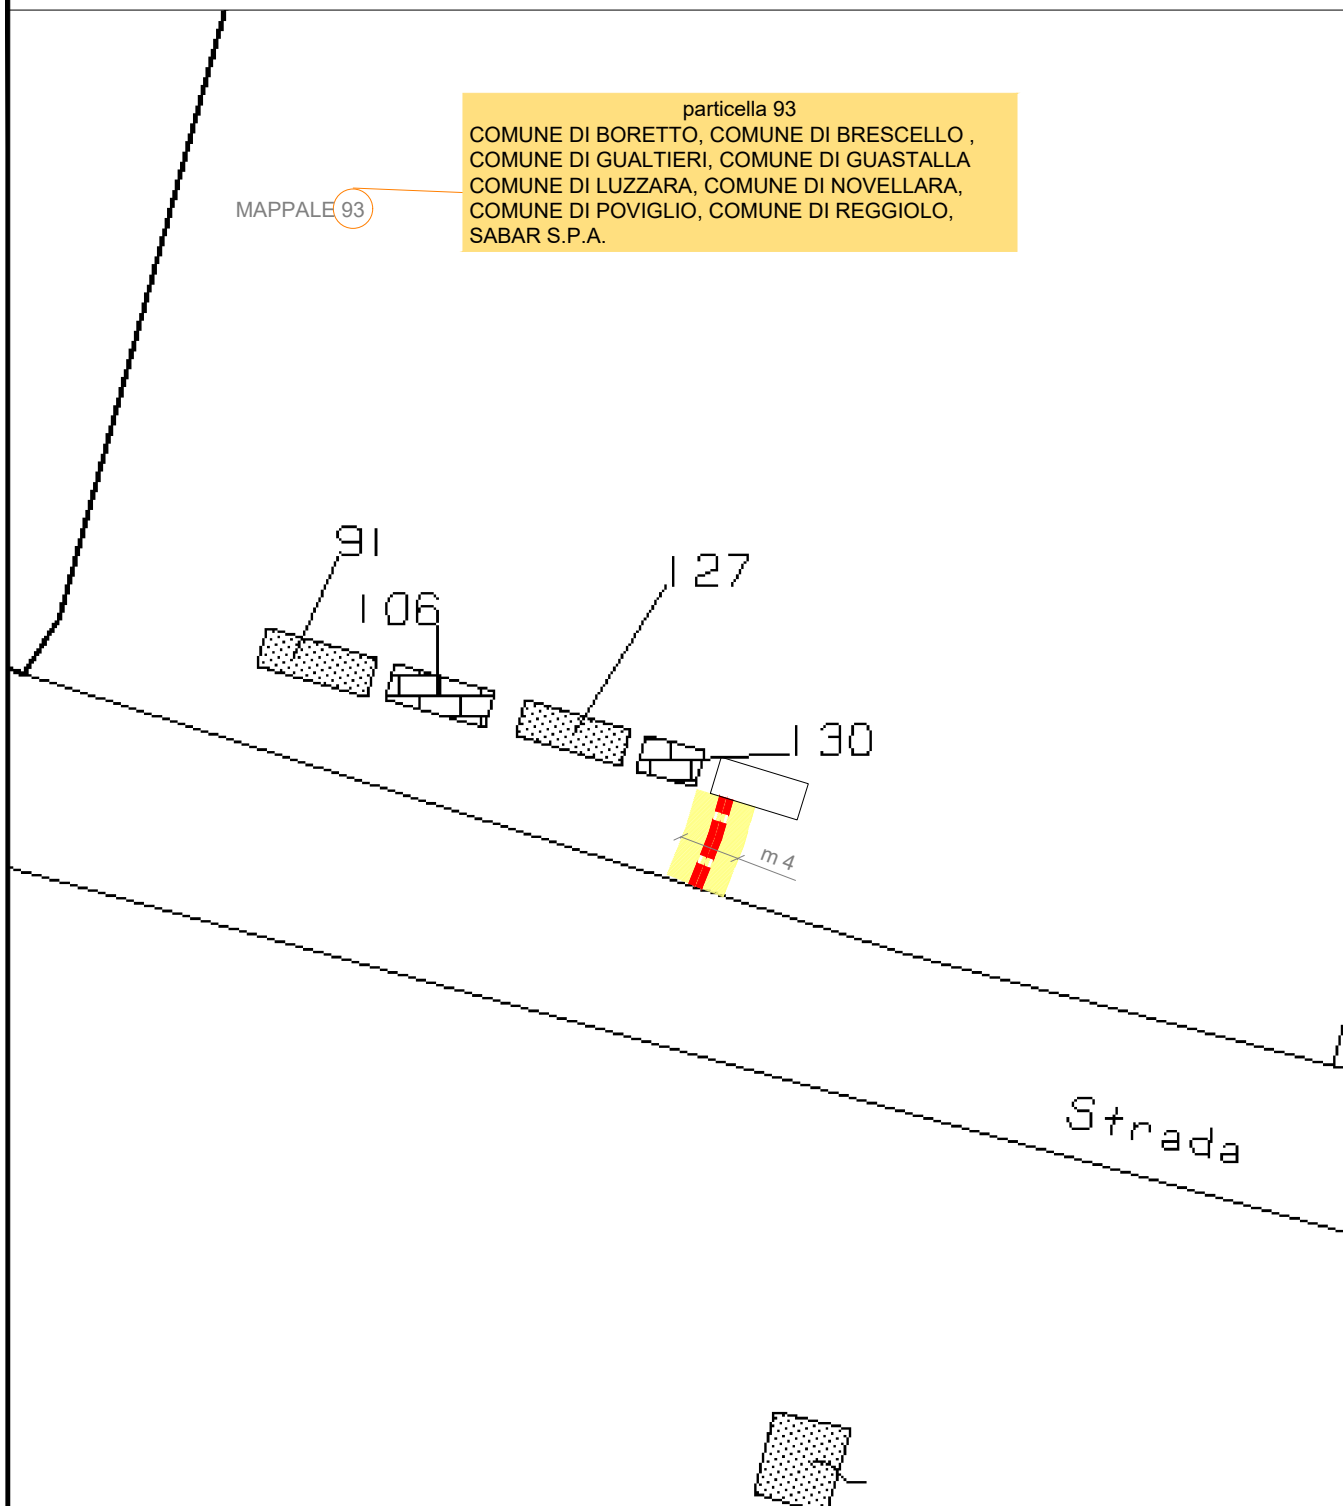 particella 93
COMUNE DI BORETTO, COMUNE DI BRESCELLO ,
COMUNE DI GUALTIERI, COMUNE DI GUASTALLA
COMUNE DI LUZZARA, COMUNE DI NOVELLARA,
COMUNE DI POVIGLIO, COMUNE DI REGGIOLO,
SABAR S.P.A.
MAPPALE 93
91
127
106
130
m 4
Strada